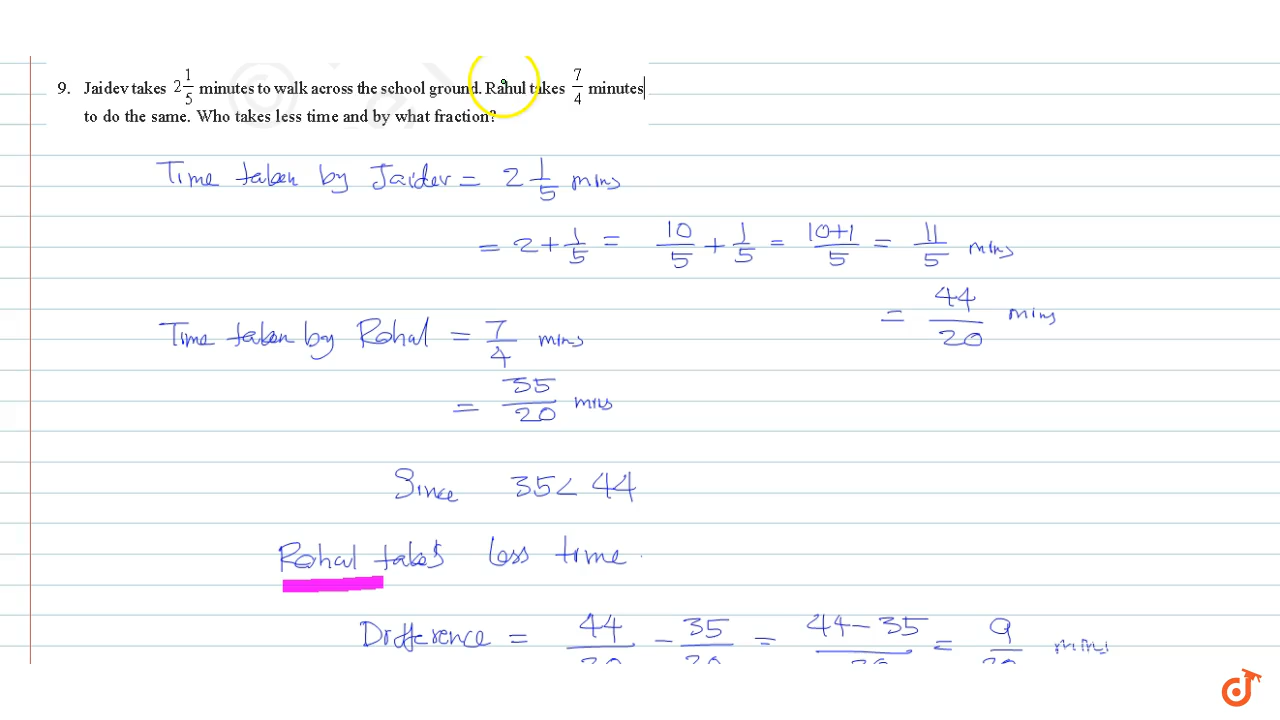 9. Jaidev takes 2 1/5 minutes to walk across the school ground. Rahul takes 7/4 minutes
to do the same. Who takes less time and by what fraction?
Time taken by Jaidev = 2 1/5 mins
= 2 + 1/5 = 10/5 + 1/5 = 10+1/5 = 11/5 mins
= 44/20 mins
Time taken by Rahul = 7/4 mins
= 35/20 mins
Since 35 < 44
Rahul takes less time.
Difference = 44/20 - 35/20 = 44-35/20 = 9/20 mins